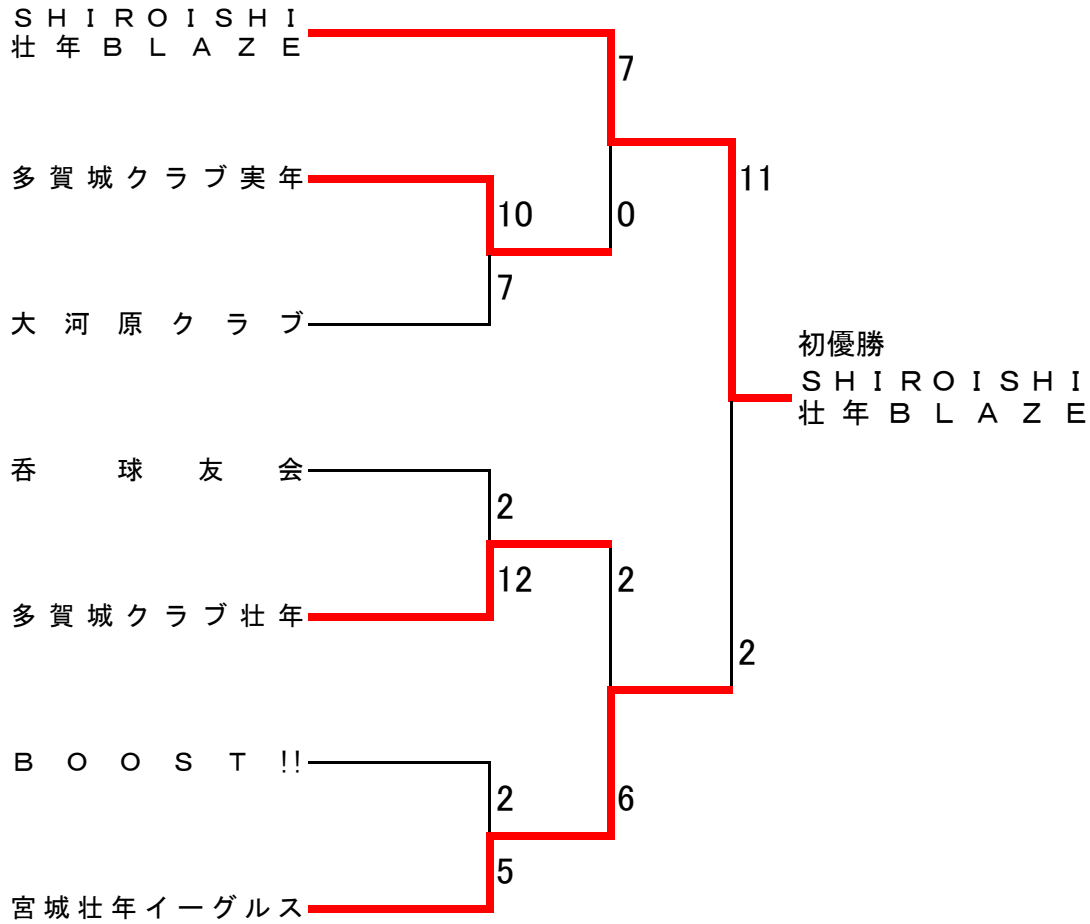 ＳＨＩＲＯＩＳＨＩ
壮年ＢＬＡＺＥ
7
多賀城クラブ実年
11
10
0
7
大河原クラブ
初優勝
ＳＨＩＲＯＩＳＨＩ
壮年ＢＬＡＺＥ
呑球友会
2
12
2
多賀城クラブ壮年
2
ＢＯＯＳＴ!!
2
6
5
宮城壮年イーグルス